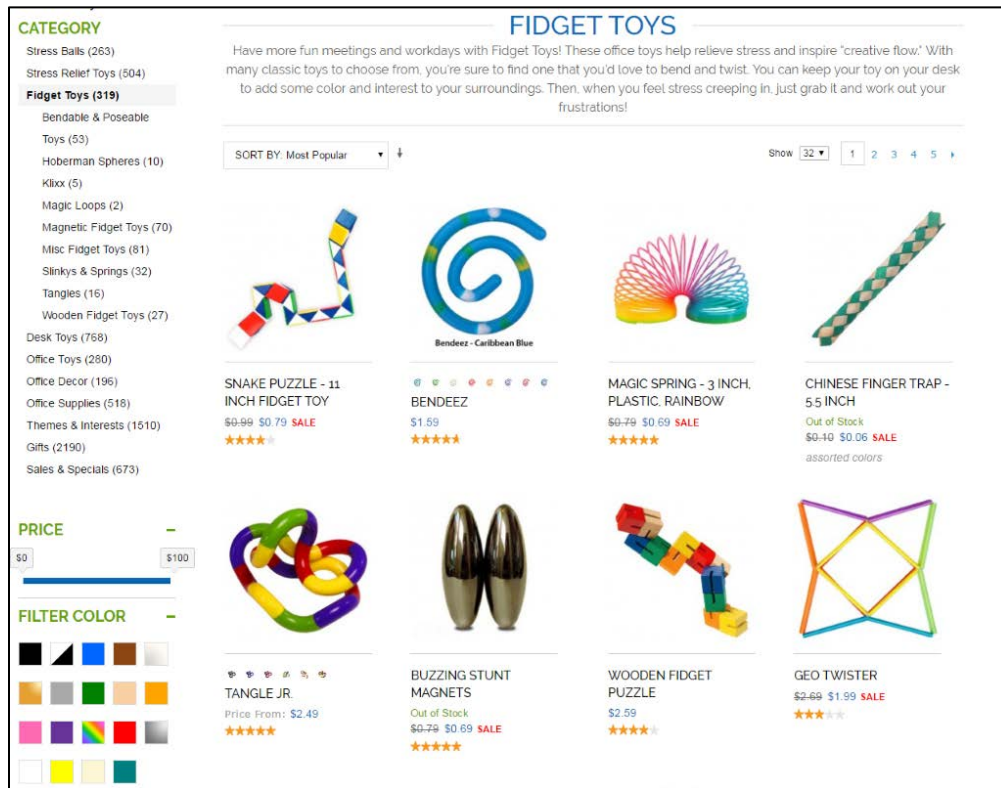 CATEGORY
Stress Balls (263)
Stress Relief Toys (504)
Fidget Toys (319)
Bendable & Poseable
Toys (53)
Hoberman Spheres (10)
Klixx (5)
Magic Loops (2)
Magnetic Fidget Toys (70)
Misc Fidget Toys (81)
Slinkys & Springs (32)
Tangles (16)
Wooden Fidget Toys (27)
Desk Toys (768)
Office Toys (280)
Office Decor (196)
Office Supplies (518)
Themes & Interests (1510)
Gifts (2190)
Sales & Specials (673)
PRICE
$0 $100
FILTER COLOR
FIDGET TOYS
Have more fun meetings and workdays with Fidget Toys! These office toys help relieve stress and inspire "creative flow." With
many classic toys to choose from, you're sure to find one that you'd love to bend and twist. You can keep your toy on your desk
to add some color and interest to your surroundings. Then, when you feel stress creeping in, just grab it and work out your
frustrations!
SORT BY: Most Popular
Show 32 1 2 3 4 5
SNAKE PUZZLE - 11
INCH FIDGET TOY
$0.99 $0.79 SALE
Bendeez - Caribbean Blue
BENDEEZ
$1.59
MAGIC SPRING - 3 INCH,
PLASTIC, RAINBOW
$0.79 $0.69 SALE
CHINESE FINGER TRAP -
5.5 INCH
Out of Stock
$0.10 $0.06 SALE
assorted colors
TANGLE JR.
Price From: $2.49
BUZZING STUNT
MAGNETS
Out of Stock
$0.79 $0.69 SALE
WOODEN FIDGET
PUZZLE
$2.59
GEO TWISTER
$2.69 $1.99 SALE